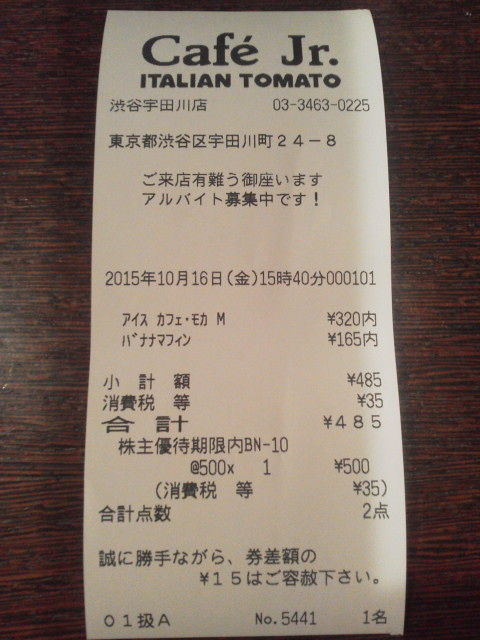 Café Jr.
ITALIAN TOMATO
渋谷宇田川店 03-3463-0225
東京都渋谷区宇田川町２４－８
ご来店有難う御座います
アルバイト募集中です！
2015年10月16日(金)15時40分000101
ｱｲｽ ｶﾌｪ･ﾓｶ M ¥320内
ﾊﾞﾅﾅﾏﾌｨﾝ ¥165内
小 計 額 ¥485
消費税 等 ¥35
合計 ¥４８５
株主優待期限内BN-10
@500x 1 ¥500
(消費税 等 ¥35)
合計点数 2点
誠に勝手ながら、券差額の
¥１５はご容赦下さい。
０１扱Ａ No.5441 1名